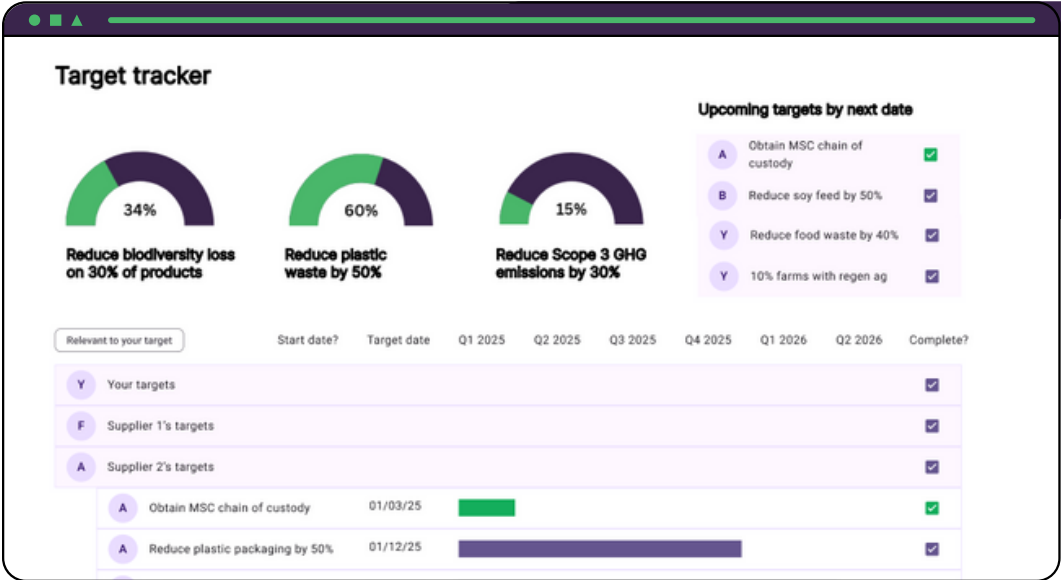 Target tracker
Upcoming targets by next date
A
Obtain MSC chain of
custody
B
Reduce soy feed by 50%
Y
Reduce food waste by 40%
Y
10% farms with regen ag
34%
Reduce biodiversity loss
on 30% of products
60%
Reduce plastic
waste by 50%
15%
Reduce Scope 3 GHG
emissions by 30%
Relevant to your target
Start date?
Target date
Q1 2025
Q2 2025
Q3 2025
Q4 2025
Q1 2026
Q2 2026
Complete?
Y
Your targets
F
Supplier 1's targets
A
Supplier 2's targets
A
Obtain MSC chain of custody
01/03/25
A
Reduce plastic packaging by 50%
01/12/25